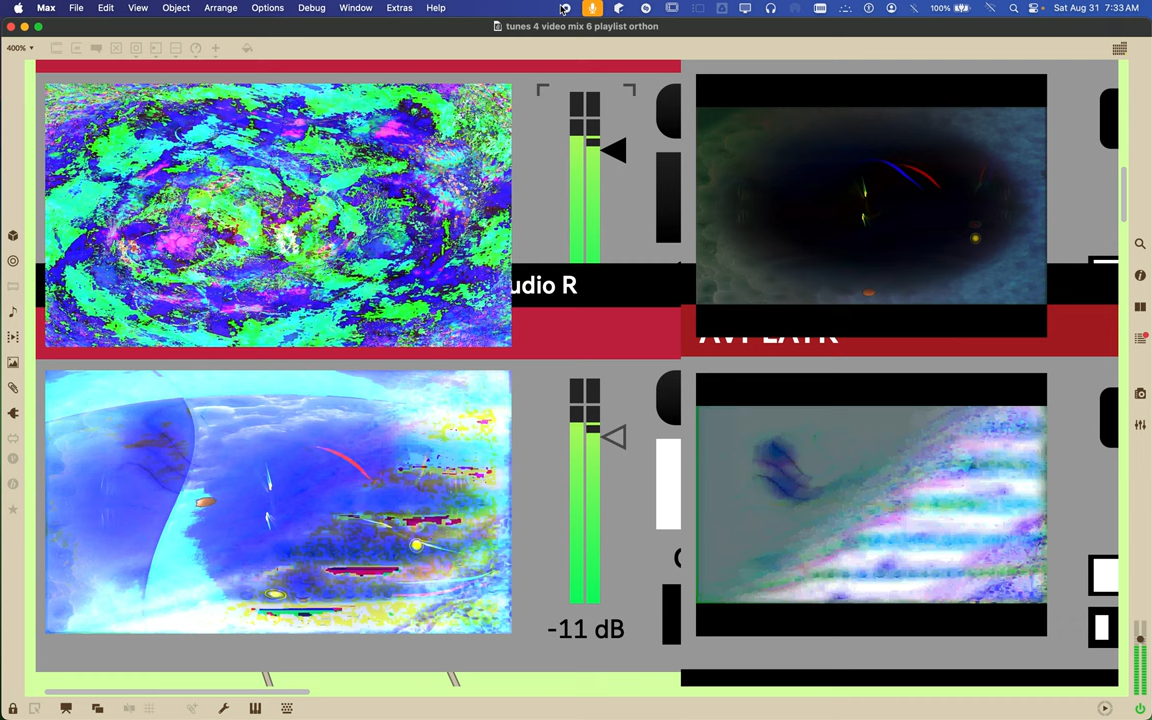 Max File Edit View Object Arrange Options Debug Window Extras Help 100% Sat Aug 31 7:33 AM
tunes 4 video mix 6 playlist orthon
400%
udio R
-11 dB